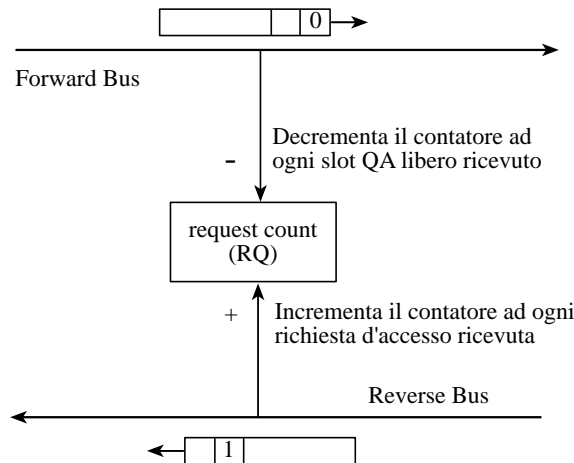 0
Forward Bus
Decrementa il contatore ad
ogni slot QA libero ricevuto
-
request count
(RQ)
+
Incrementa il contatore ad ogni
richiesta d'accesso ricevuta
Reverse Bus
1